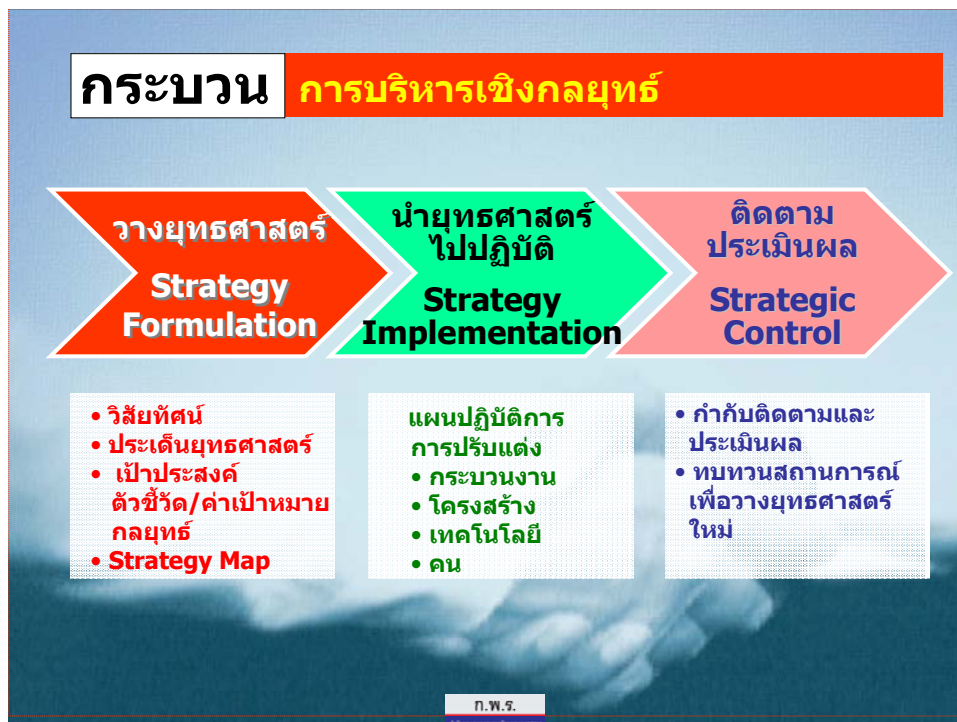 กระบวน การบริหารเชิงกลยุทธ์
วางยุทธศาสตร์
Strategy
Formulation
นำยุทธศาสตร์
ไปปฏิบัติ
Strategy
Implementation
ติดตาม
ประเมินผล
Strategic
Control
• วิสัยทัศน์
• ประเด็นยุทธศาสตร์
• เป้าประสงค์
ตัวชี้วัด/ค่าเป้าหมาย
กลยุทธ์
• Strategy Map
แผนปฏิบัติการ
การปรับแต่ง
• กระบวนงาน
• โครงสร้าง
• เทคโนโลยี
• คน
• กำกับติดตามและ
ประเมินผล
• ทบทวนสถานการณ์
เพื่อวางยุทธศาสตร์
ใหม่
ก.พ.ร.